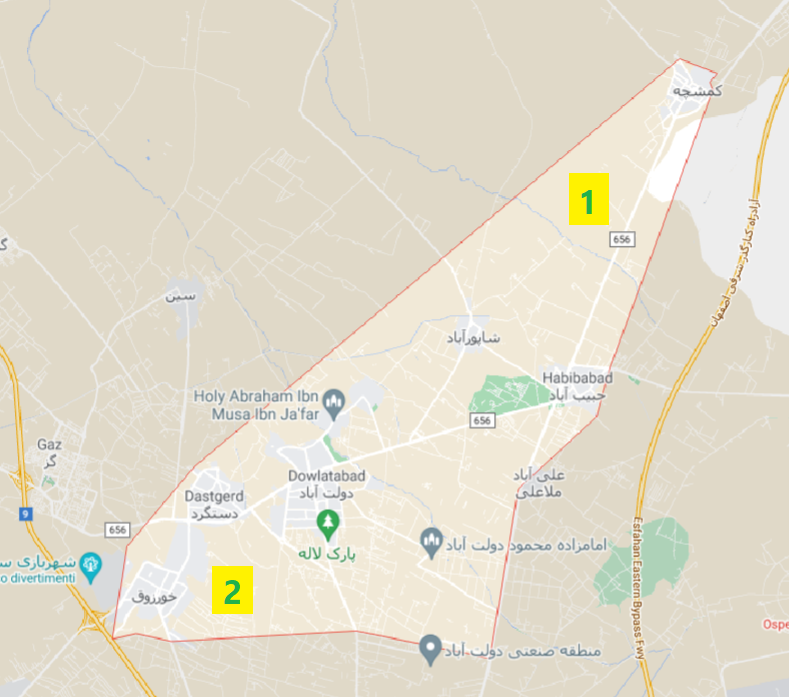 کمشچه
1
656
آزادراه کنارگذر شرقی اصفهان
سین
شاپورآباد
Habibabad
حبیب آباد
Holy Abraham Ibn
Musa Ibn Ja'far
656
Gaz
گز
Dowlatabad
دولت آباد
علی آباد
ملاعلی
Dastgerd
دستگرد
9
656
پارک لاله
امامزاده محمود دولت آباد
Esfahan Eastern Bypass Fwy
شهربازی س
o divertimenti
خورزوق
2
Ospe
منطقه صنعتی دولت آباد